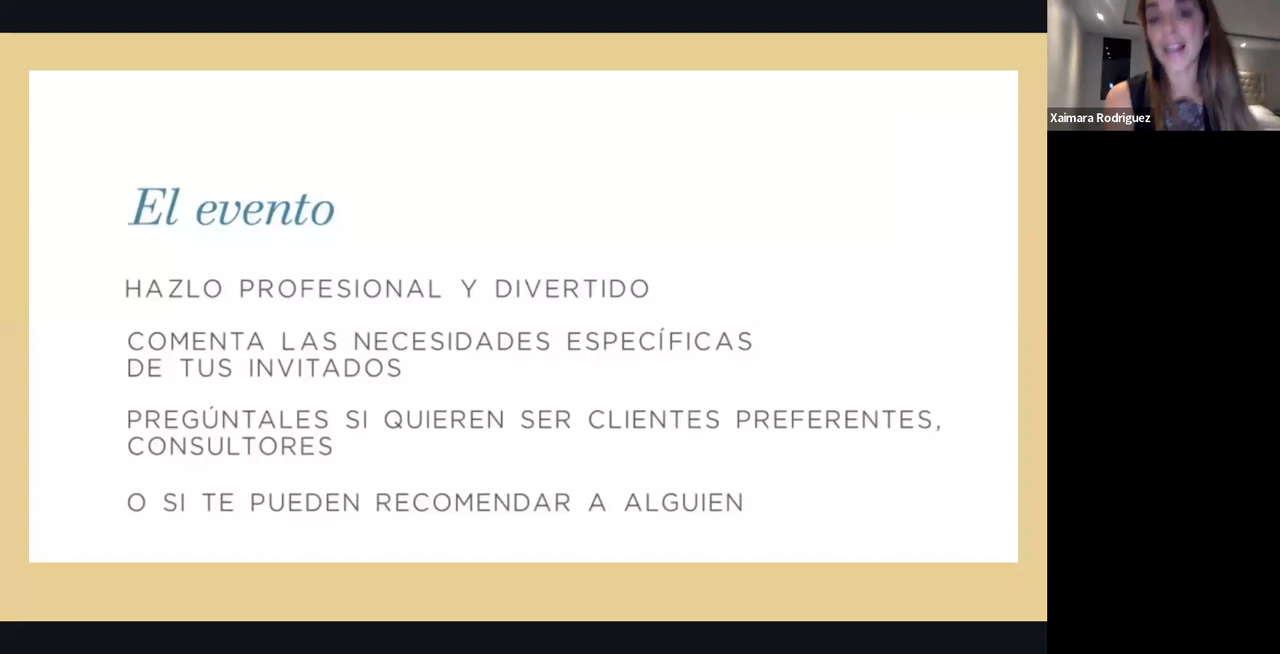 El evento
HAZLO PROFESIONAL Y DIVERTIDO
COMENTA LAS NECESIDADES ESPECÍFICAS
DE TUS INVITADOS
PREGÚNTALES SI QUIEREN SER CLIENTES PREFERENTES,
CONSULTORES
O SI TE PUEDEN RECOMENDAR A ALGUIEN
Xaimara Rodriguez